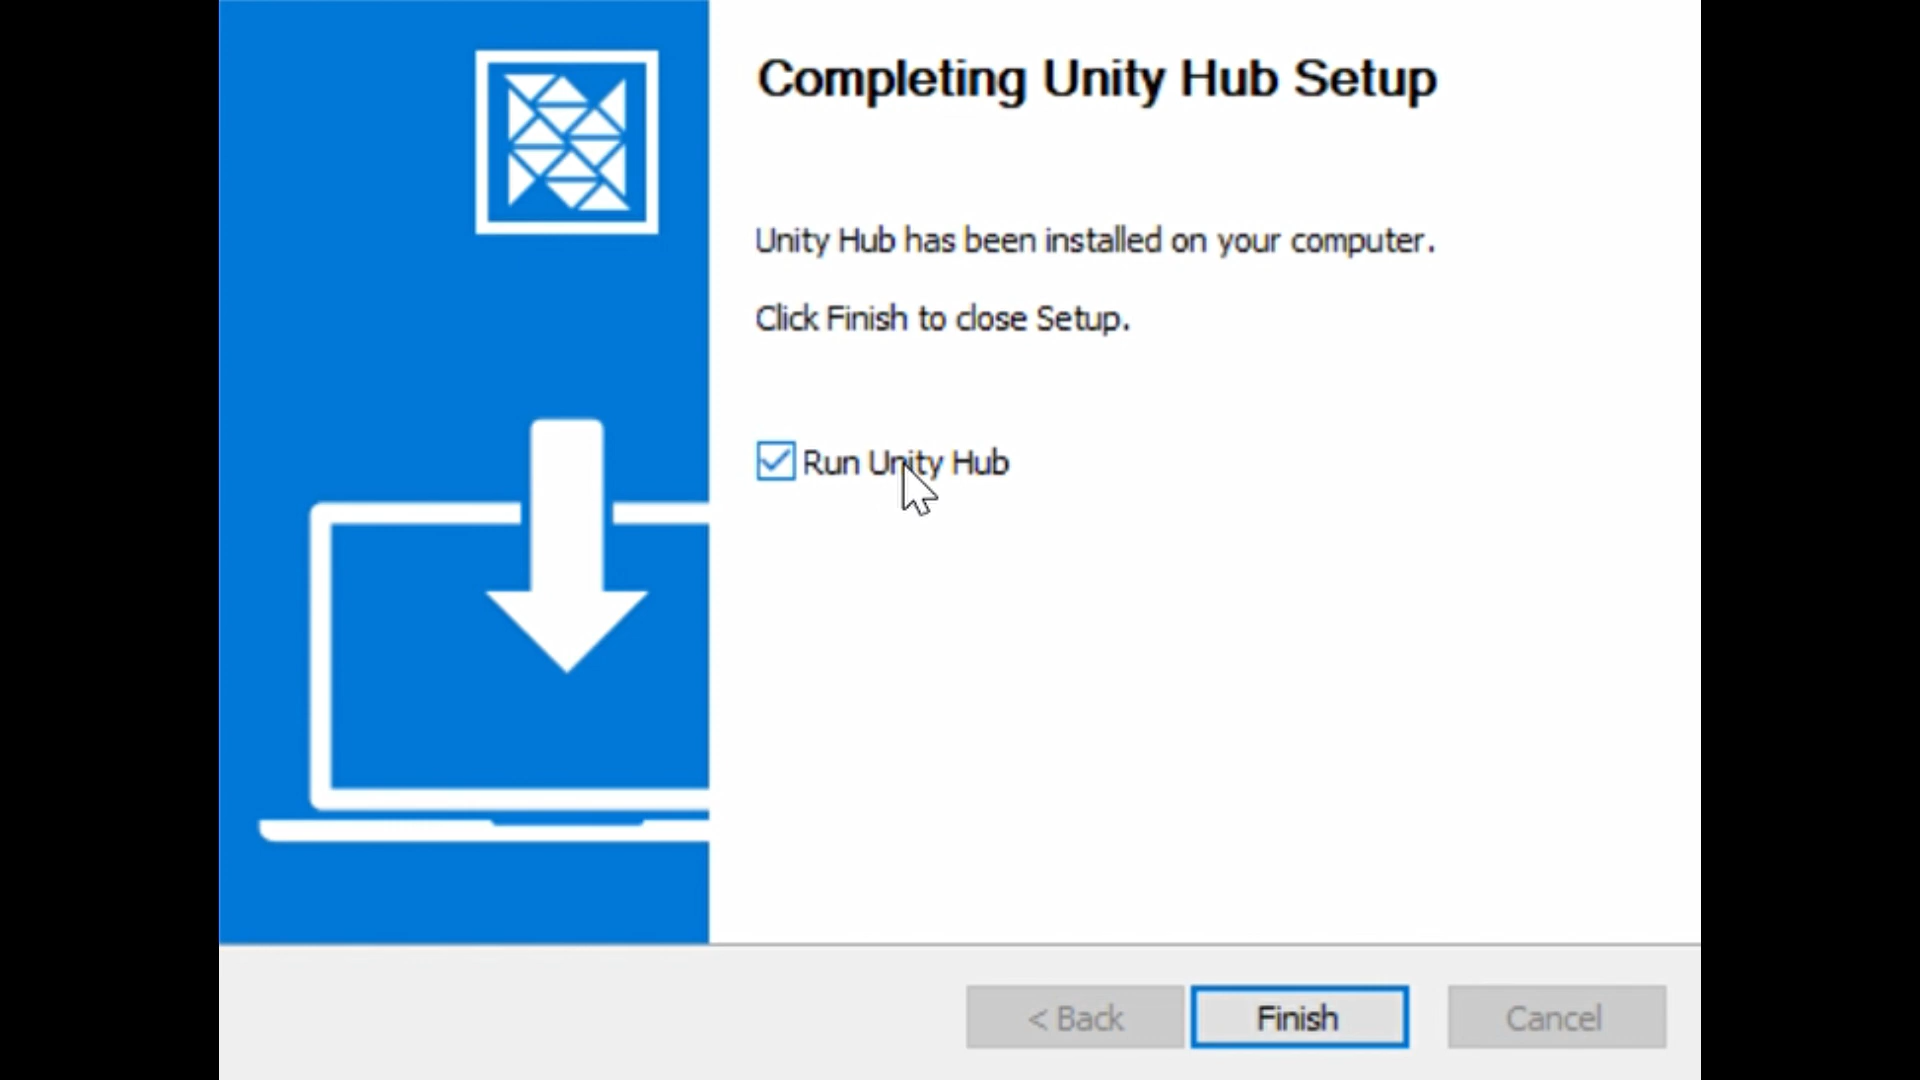 Completing Unity Hub Setup
Unity Hub has been installed on your computer.
Click Finish to close Setup.
Run Unity Hub
< Back
Finish
Cancel